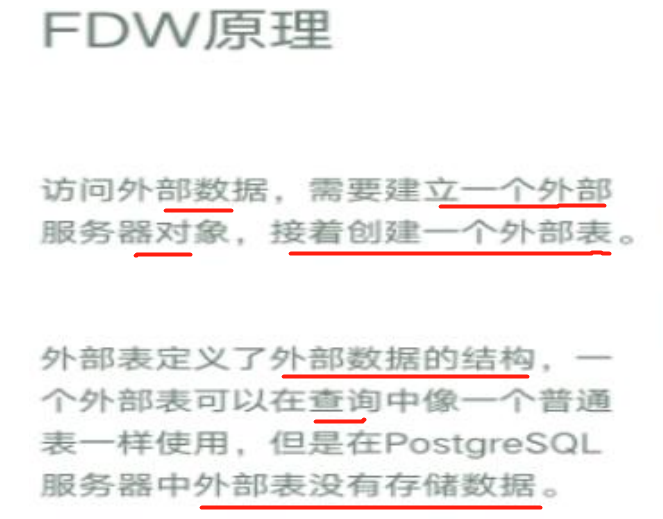 FDW原理
访问外部数据，需要建立一个外部
服务器对象，接着创建一个外部表。
外部表定义了外部数据的结构，一
个外部表可以在查询中像一个普通
表一样使用，但是在PostgreSQL
服务器中外部表没有存储数据。